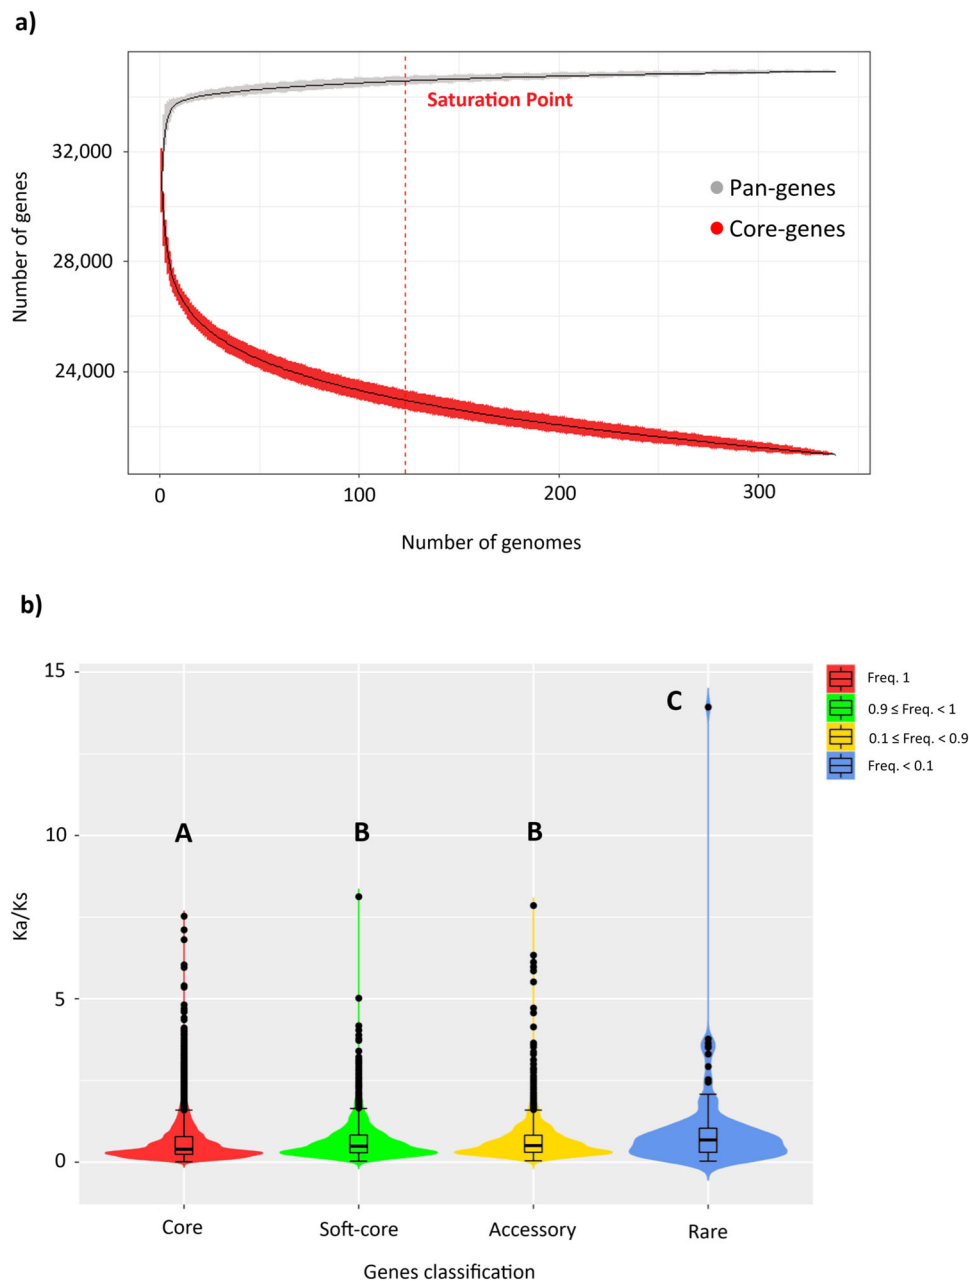 a)
Saturation Point
32,000
Pan-genes
Core-genes
28,000
24,000
Number of genes
0
100
200
300
Number of genomes
b)
15
Freq. 1
0.9 ≤ Freq. < 1
0.1 ≤ Freq. < 0.9
Freq. < 0.1
C
10
A
B
B
Ka/Ks
5
0
Core
Soft-core
Accessory
Rare
Genes classification